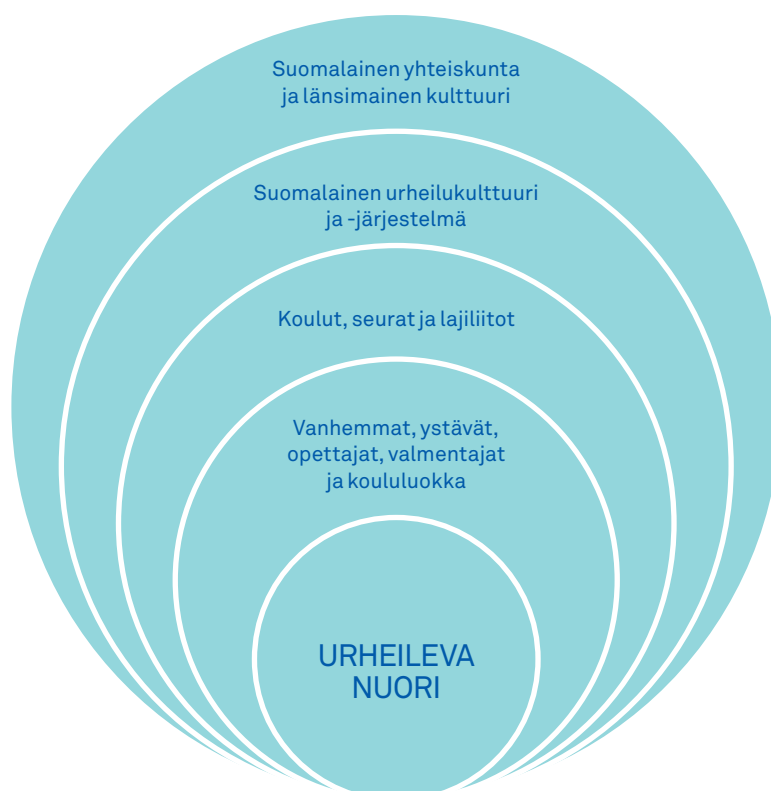 Suomalainen yhteiskunta
ja länsimainen kulttuuri
Suomalainen urheilukulttuuri
ja -järjestelmä
Koulut, seurat ja lajiliitot
Vanhemmat, ystävät,
opettajat, valmentajat
ja koululuokka
URHEILEVA
NUORI